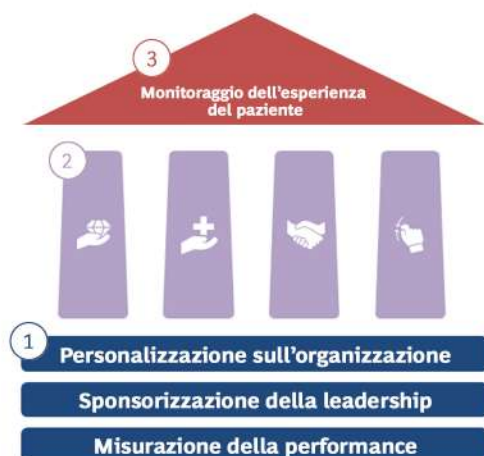 3
Monitoraggio dell'esperienza
del paziente
2
1
Personalizzazione sull'organizzazione
Sponsorizzazione della leadership
Misurazione della performance